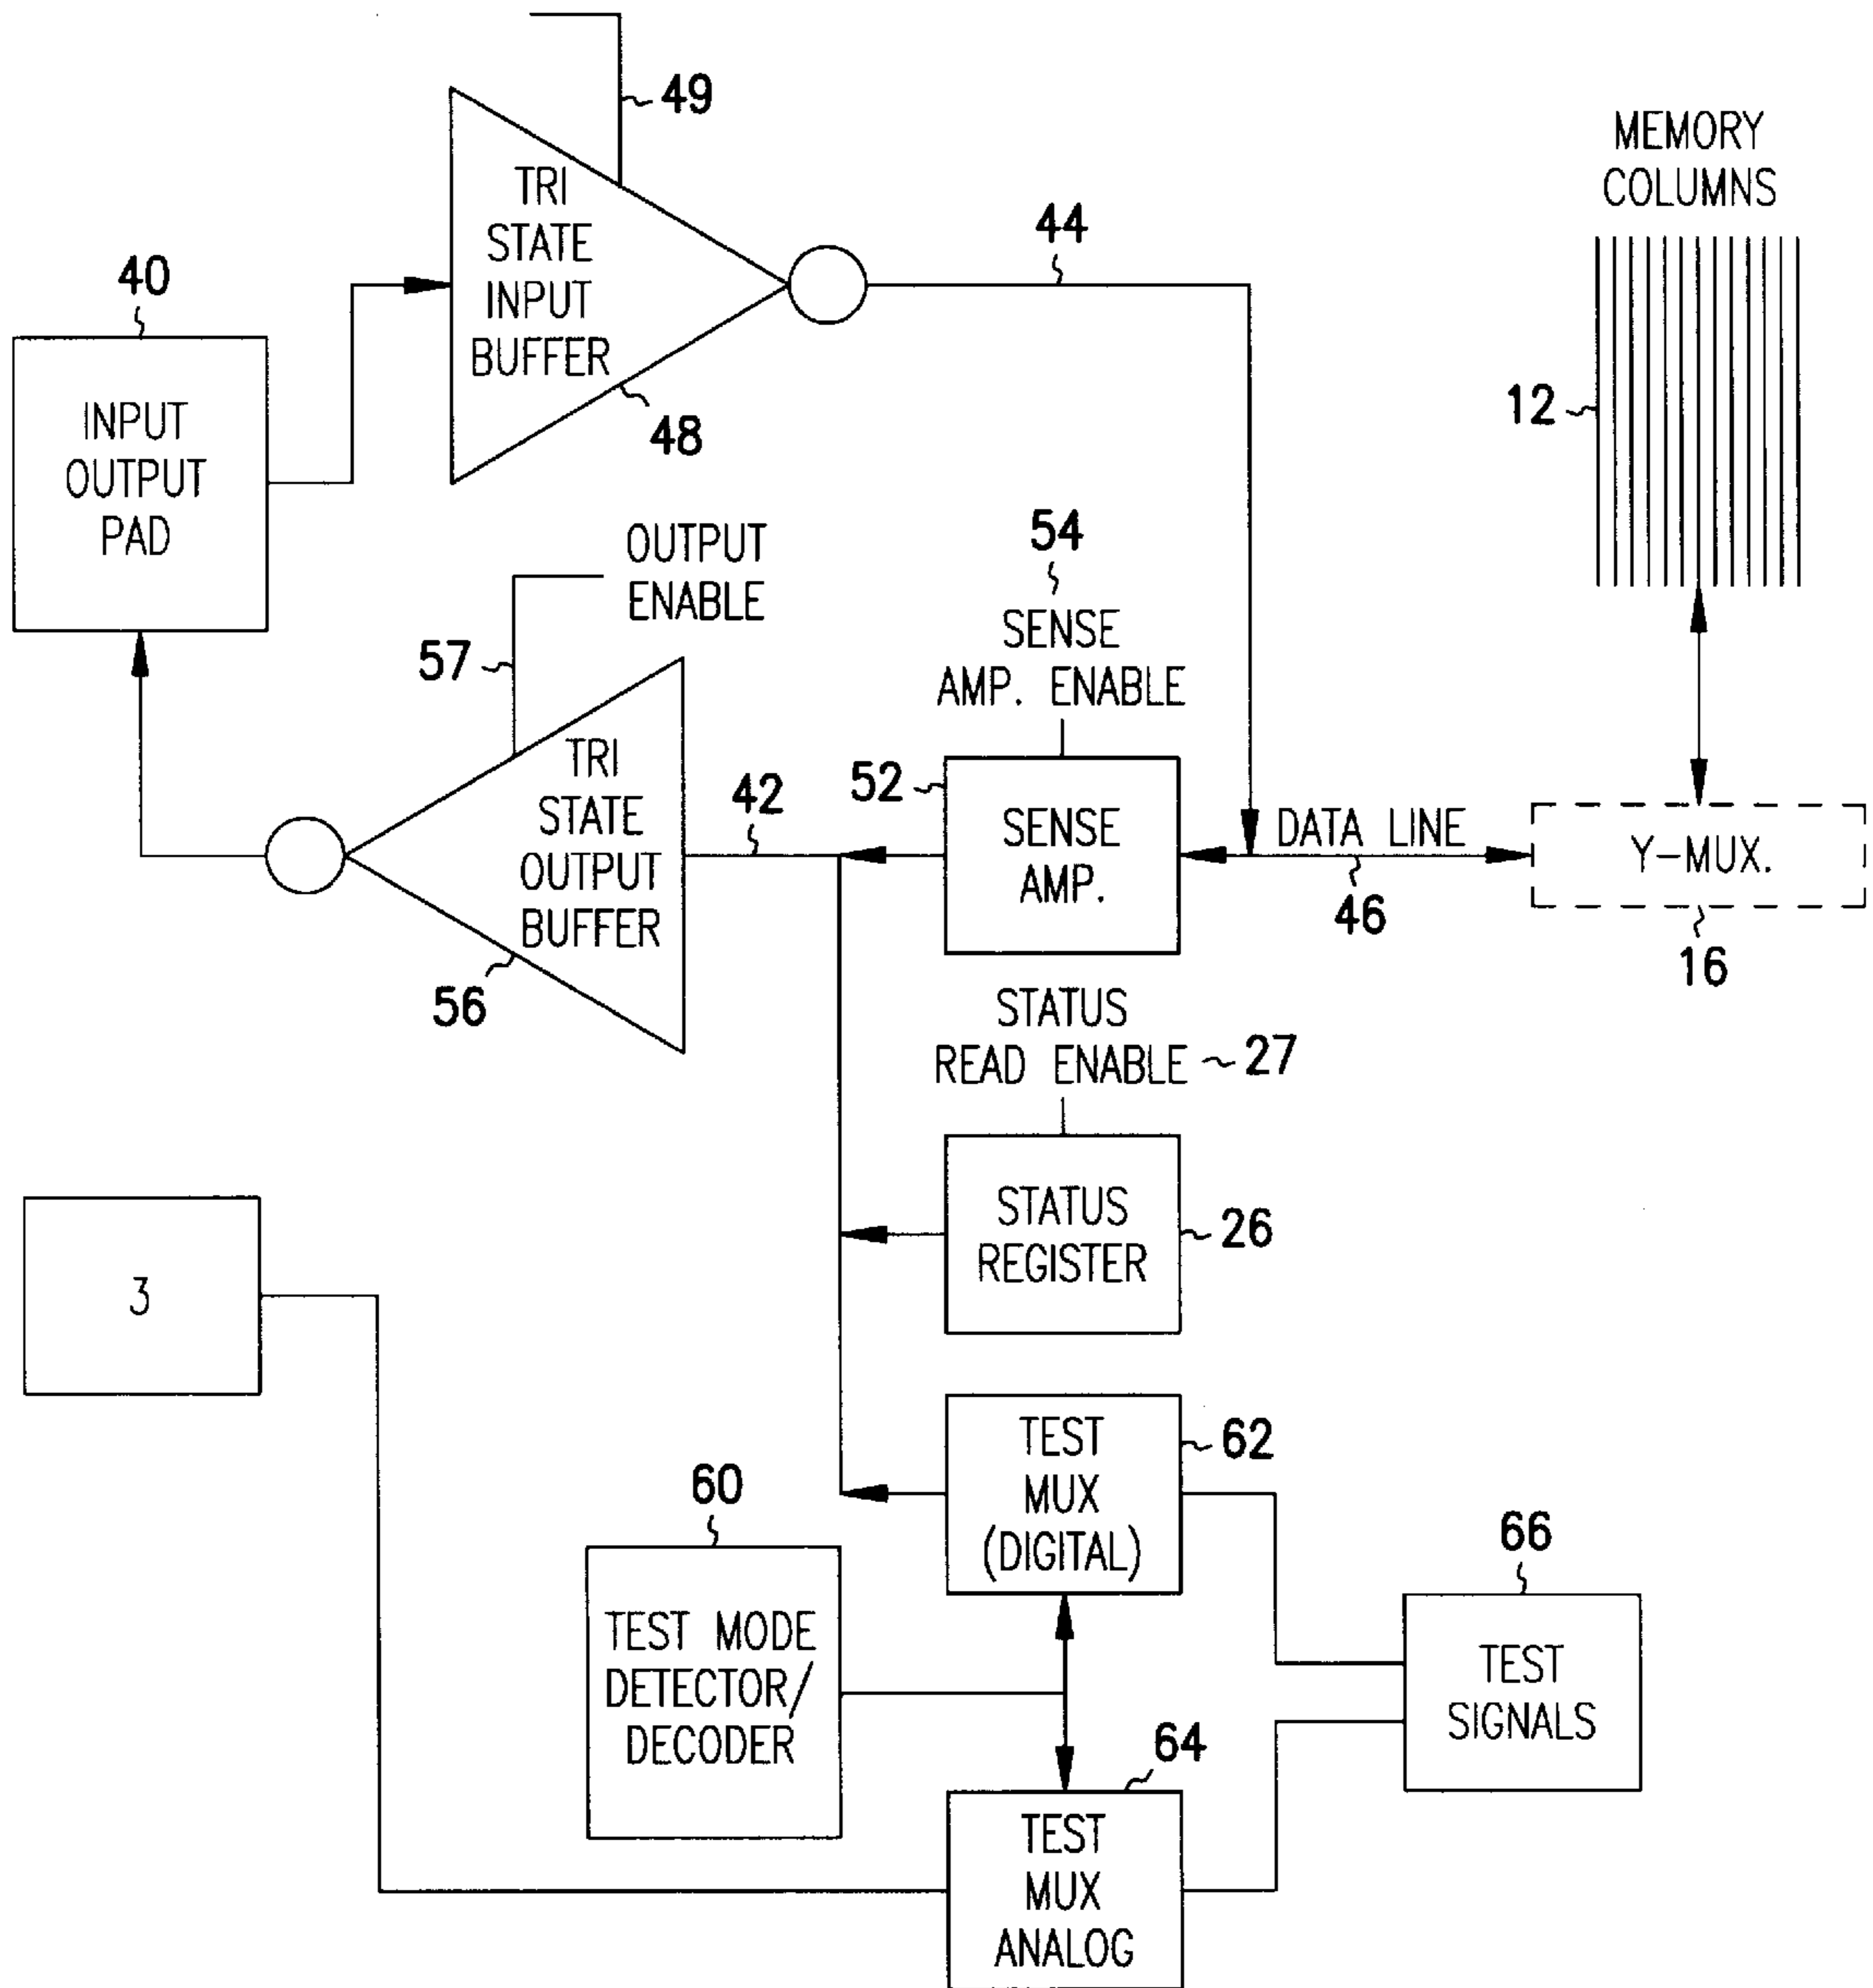 49
TRI
STATE
INPUT
BUFFER
48
40
INPUT
OUTPUT
PAD
44
MEMORY
COLUMNS
12
OUTPUT
ENABLE
57
TRI
STATE
OUTPUT
BUFFER
56
42
54
SENSE
AMP. ENABLE
52
SENSE
AMP.
DATA LINE
46
Y-MUX.
16
STATUS
READ ENABLE
27
STATUS
REGISTER
26
3
TEST
MUX
(DIGITAL)
62
60
TEST MODE
DETECTOR/
DECODER
66
TEST
SIGNALS
64
TEST
MUX
ANALOG